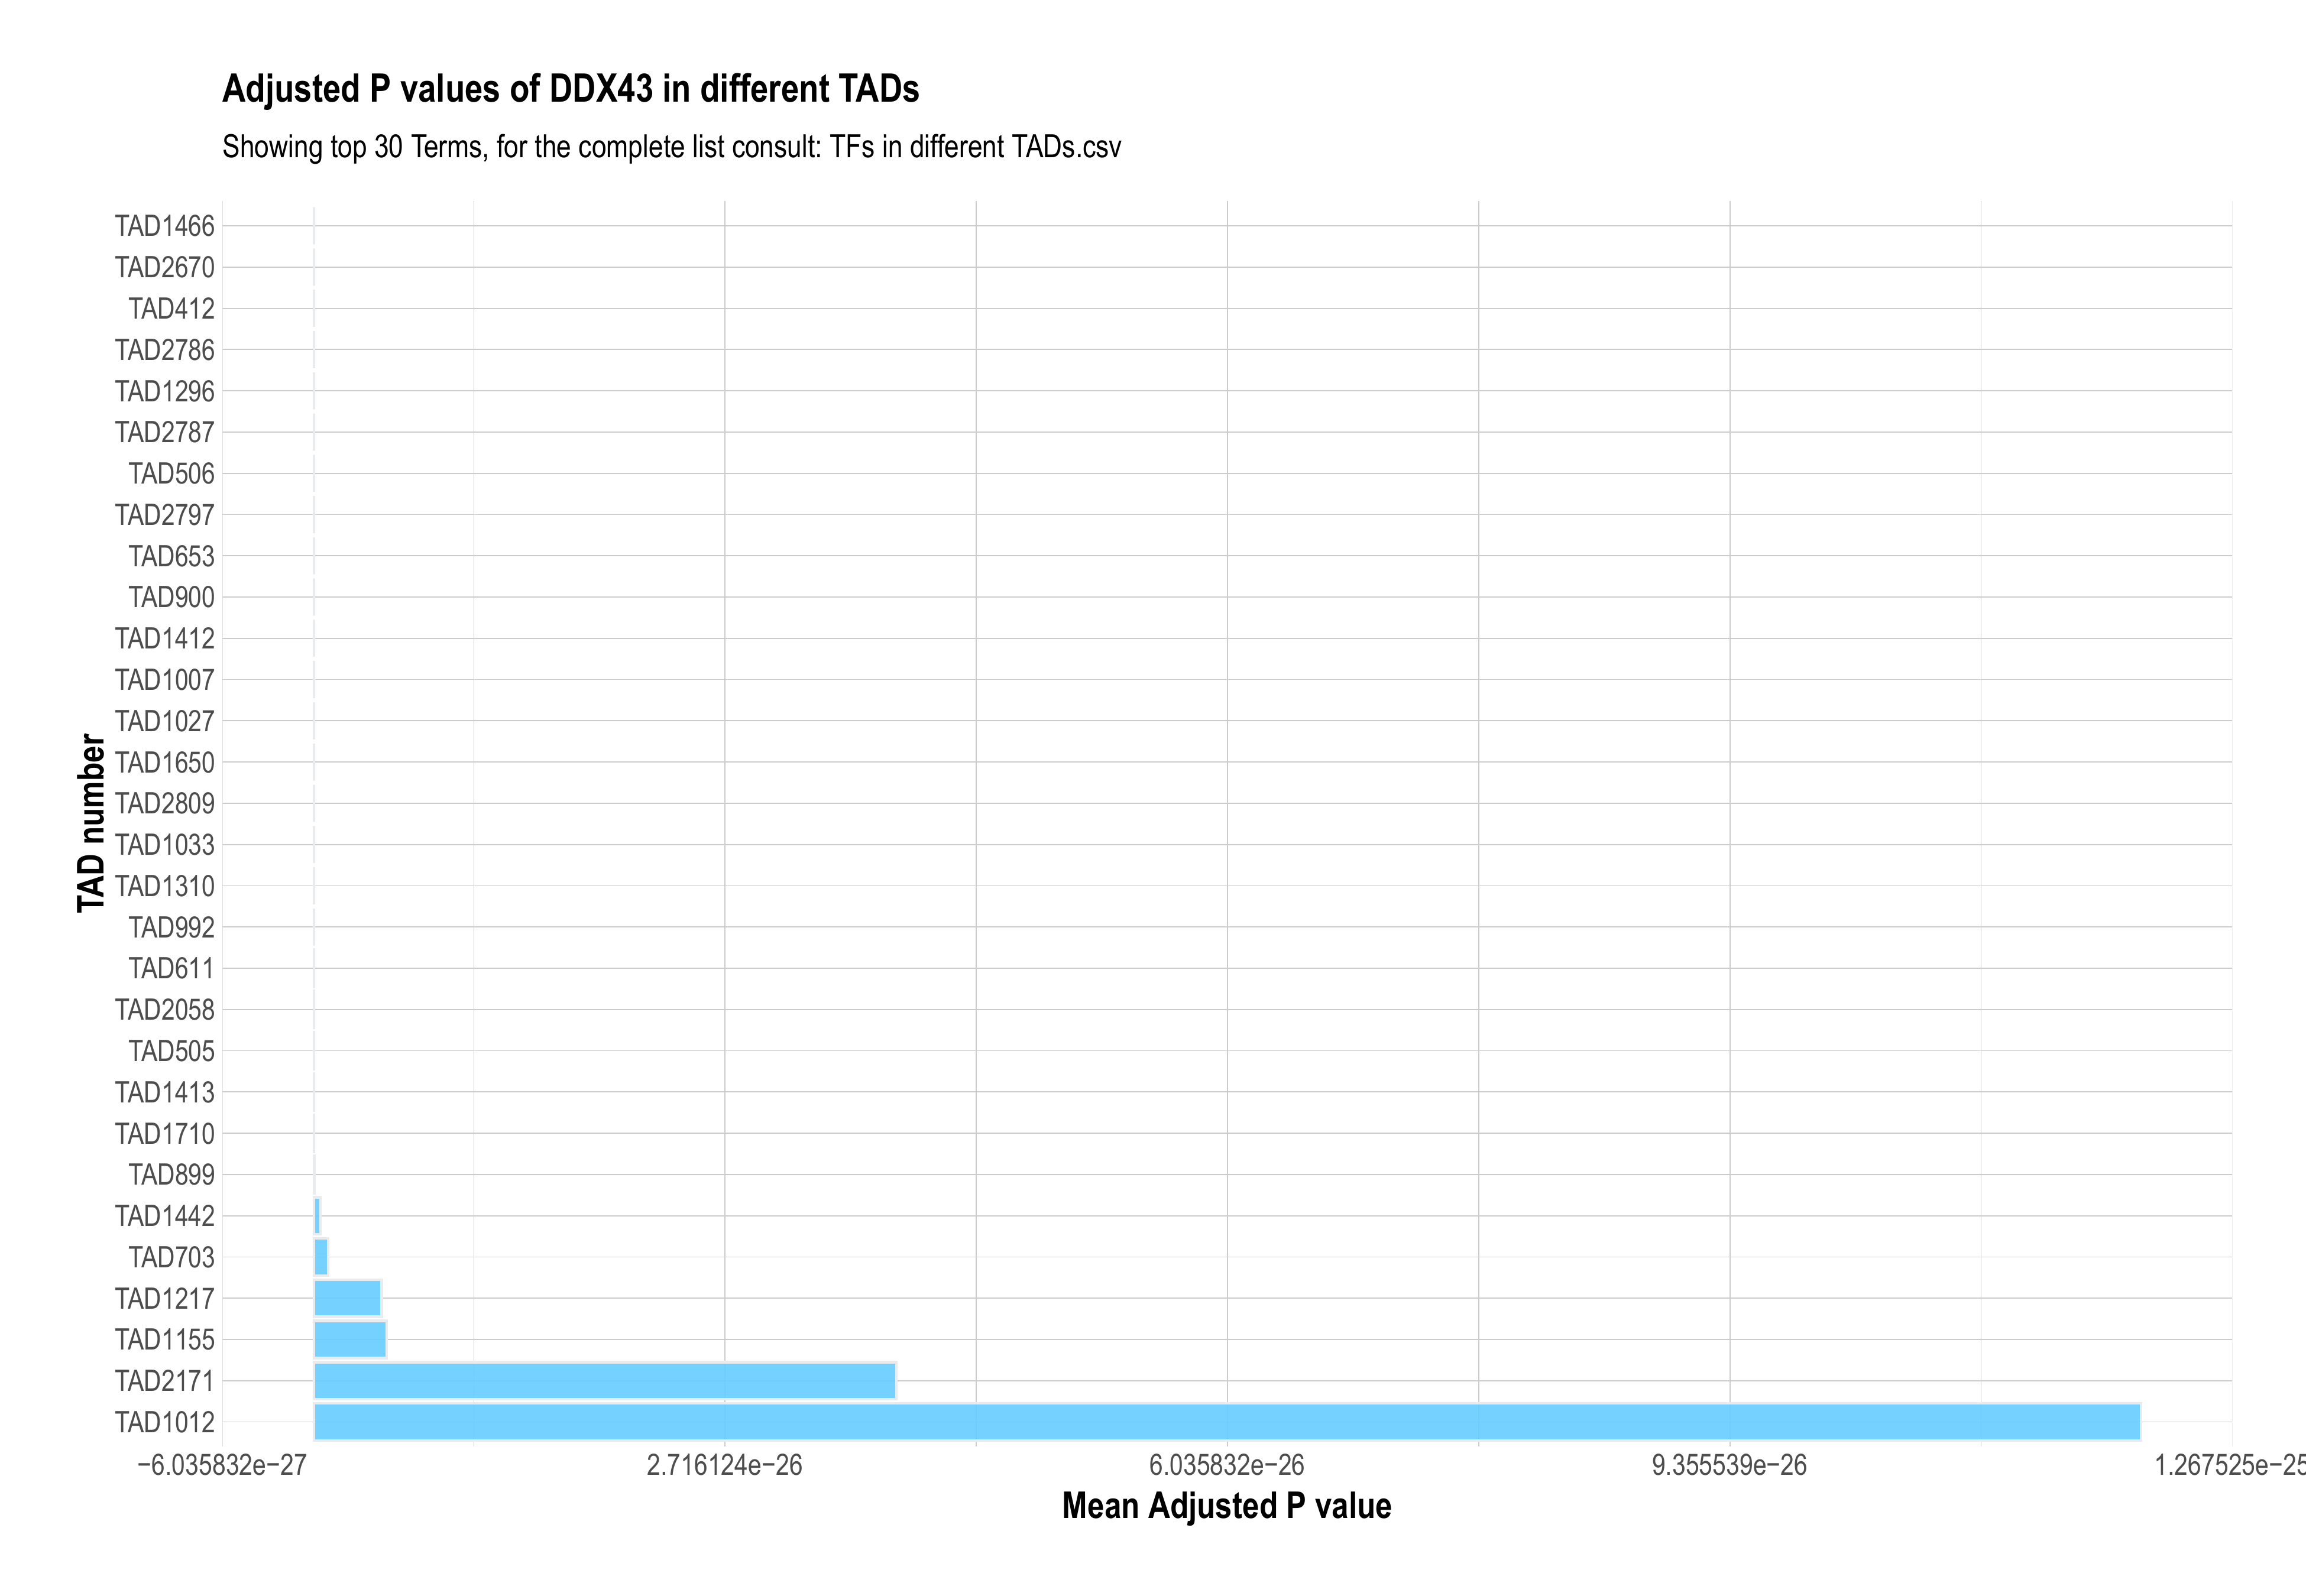 Adjusted P values of DDX43 in different TADs
Showing top 30 Terms, for the complete list consult: TFs in different TADs.csv
TAD number
TAD1466
TAD2670
TAD412
TAD2786
TAD1296
TAD2787
TAD506
TAD2797
TAD653
TAD900
TAD1412
TAD1007
TAD1027
TAD1650
TAD2809
TAD1033
TAD1310
TAD992
TAD611
TAD2058
TAD505
TAD1413
TAD1710
TAD899
TAD1442
TAD703
TAD1217
TAD1155
TAD2171
TAD1012
−6.035832e−27 2.716124e−26 6.035832e−26 9.355539e−26 1.267525e−25
Mean Adjusted P value